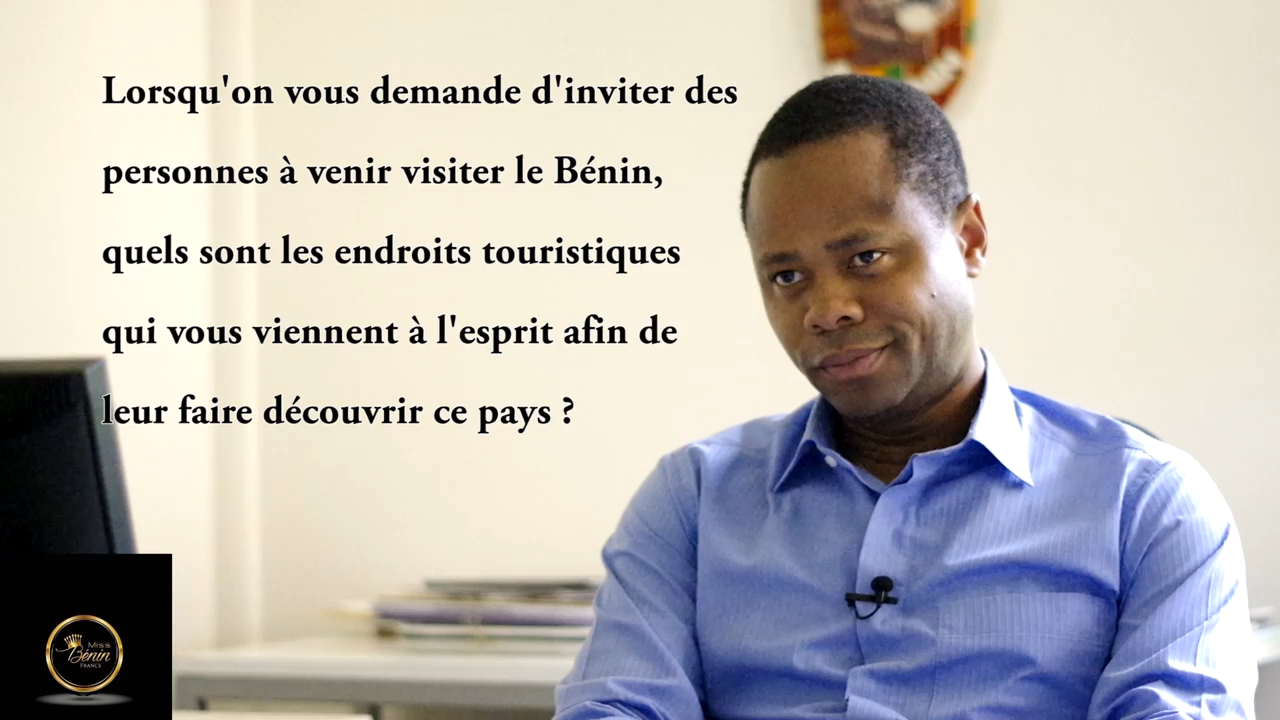 Lorsqu'on vous demande d'inviter des
personnes à venir visiter le Bénin,
quels sont les endroits touristiques
qui vous viennent à l'esprit afin de
leur faire découvrir ce pays ?
Miss
Bénin
FRANCE